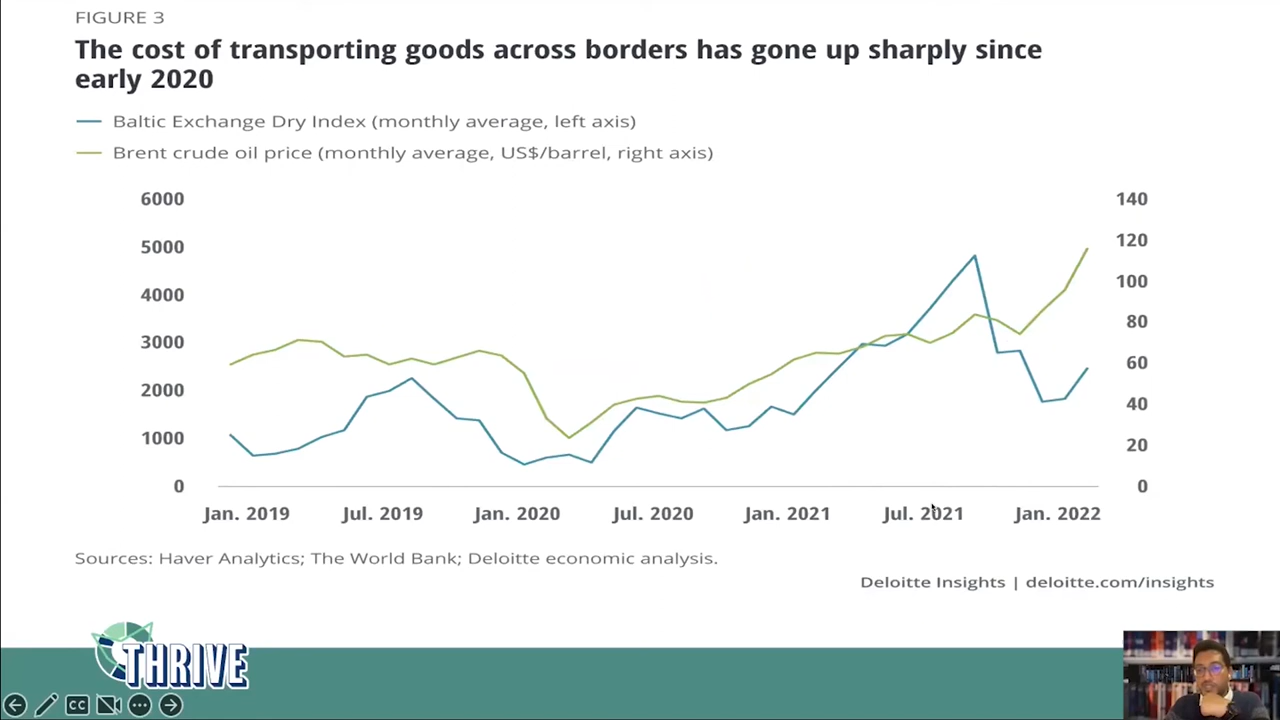 FIGURE 3
The cost of transporting goods across borders has gone up sharply since
early 2020
Baltic Exchange Dry Index (monthly average, left axis)
Brent crude oil price (monthly average, US$/barrel, right axis)
6000 140
5000 120
4000 100
3000 80
2000 60
1000 40
0 20
0
Jan. 2019 Jul. 2019 Jan. 2020 Jul. 2020 Jan. 2021 Jul. 2021 Jan. 2022
Sources: Haver Analytics; The World Bank; Deloitte economic analysis.
Deloitte Insights | deloitte.com/insights
THRIVE
CC